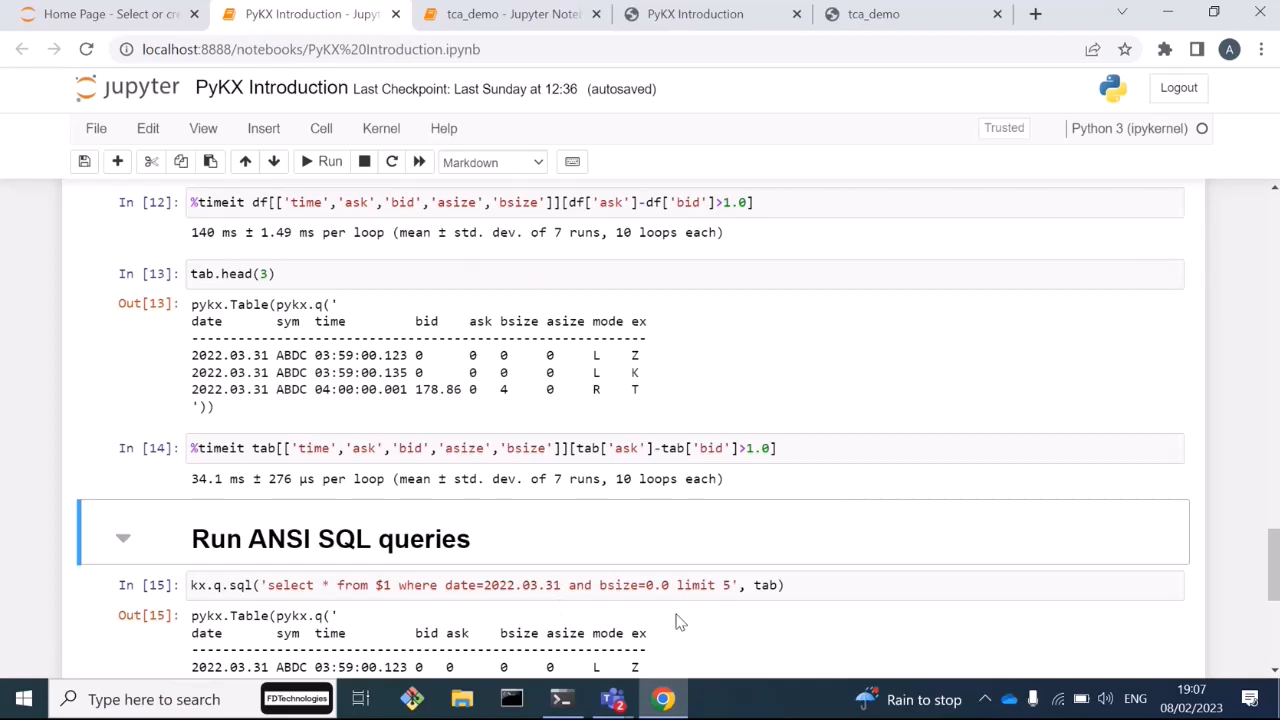 Home Page - Select or cre
PyKX Introduction - Jupyt
tca_demo - Jupyter Noteb
PyKX Introduction
tca_demo
localhost:8888/notebooks/PyKX%20Introduction.ipynb
A
jupyter PyKX Introduction Last Checkpoint: Last Sunday at 12:36 (autosaved)
Logout
File Edit View Insert Cell Kernel Help
Trusted
Python 3 (ipykernel)
Run
Markdown
In [12]: %timeit df[['time','ask','bid','asize','bsize']][df['ask']-df['bid']>1.0]
140 ms ± 1.49 ms per loop (mean ± std. dev. of 7 runs, 10 loops each)
In [13]: tab.head(3)
Out[13]: pykx.Table(pykx.q('
date sym time bid ask bsize asize mode ex
-----------------------------------------------------------
2022.03.31 ABDC 03:59:00.123 0 0 0 0 L Z
2022.03.31 ABDC 03:59:00.135 0 0 0 0 L K
2022.03.31 ABDC 04:00:00.001 178.86 0 4 0 R T
'))
In [14]: %timeit tab[['time','ask','bid','asize','bsize']][tab['ask']-tab['bid']>1.0]
34.1 ms ± 276 µs per loop (mean ± std. dev. of 7 runs, 10 loops each)
Run ANSI SQL queries
In [15]: kx.q.sql('select * from $1 where date=2022.03.31 and bsize=0.0 limit 5', tab)
Out[15]: pykx.Table(pykx.q('
date sym time bid ask bsize asize mode ex
-----------------------------------------------------------
2022.03.31 ABDC 03:59:00.123 0 0 0 0 L Z
Type here to search
FDTechnologies
2
Rain to stop
ENG
19:07
08/02/2023